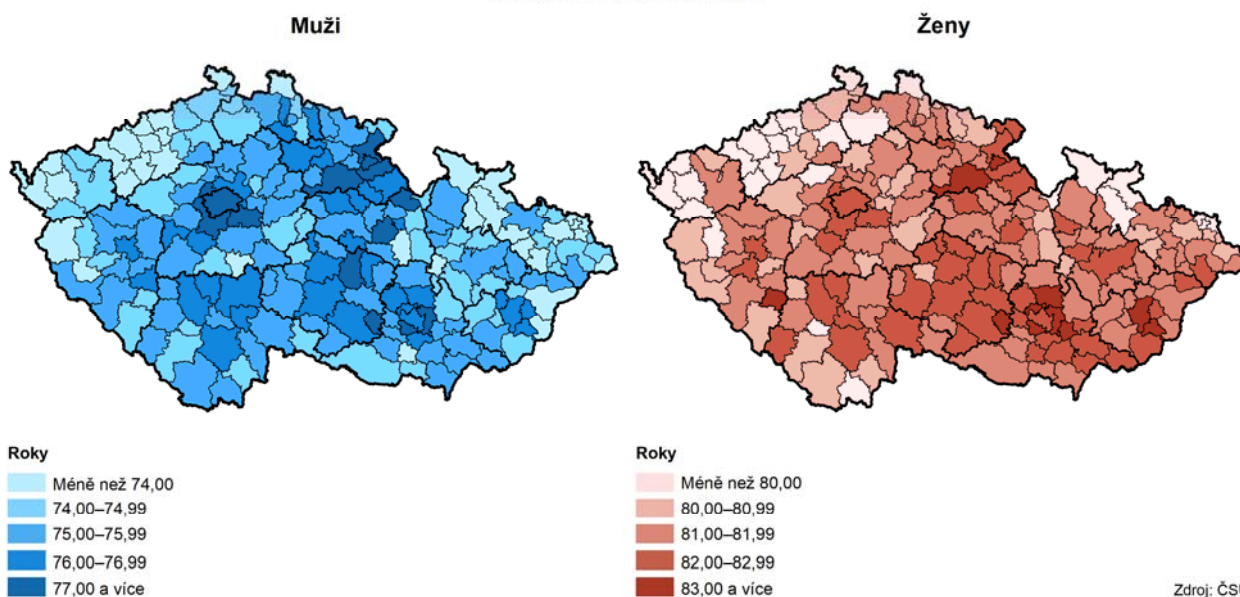 Muži
Ženy
Roky
Méně než 74,00
74,00–74,99
75,00–75,99
76,00–76,99
77,00 a více
Roky
Méně než 80,00
80,00–80,99
81,00–81,99
82,00–82,99
83,00 a více
Zdroj: